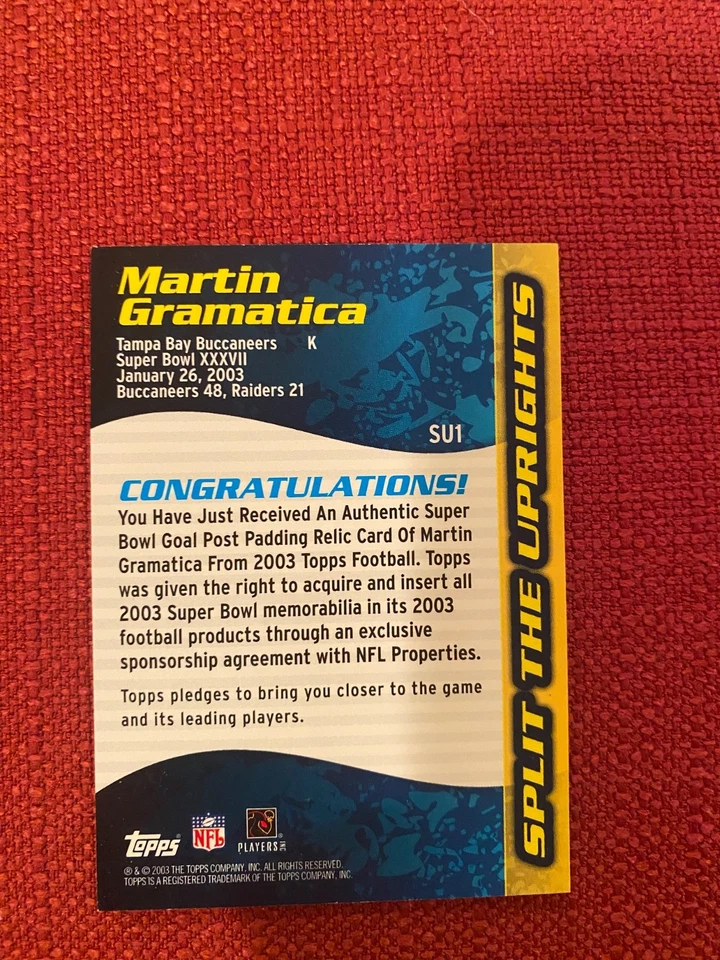 Martin
Gramatica
Tampa Bay Buccaneers K
Super Bowl XXXVII
January 26, 2003
Buccaneers 48, Raiders 21
SU1
CONGRATULATIONS!
You Have Just Received An Authentic Super
Bowl Goal Post Padding Relic Card Of Martin
Gramatica From 2003 Topps Football. Topps
was given the right to acquire and insert all
2003 Super Bowl memorabilia in its 2003
football products through an exclusive
sponsorship agreement with NFL Properties.
Topps pledges to bring you closer to the game
and its leading players.
SPLIT THE UPRIGHTS
Topps NFL PLAYERS INC
® & © 2003 THE TOPPS COMPANY, INC. ALL RIGHTS RESERVED.
TOPPS IS A REGISTERED TRADEMARK OF THE TOPPS COMPANY, INC.